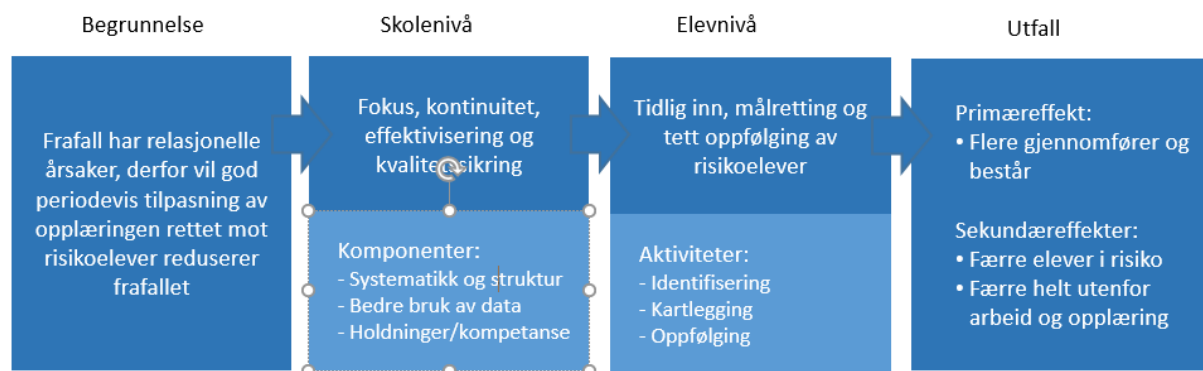 Begrunnelse
Skolenivå
Elevnivå
Utfall
Frafall har relasjonelle
årsaker, derfor vil god
periodevis tilpasning av
opplæringen rettet mot
risikoelever reduserer
frafallet
Fokus, kontinuitet,
effektivisering og
kvalitetssikring
Komponenter:
- Systematikk og struktur
- Bedre bruk av data
- Holdninger/kompetanse
Tidlig inn, målretting og
tett oppfølging av
risikoelever
Aktiviteter:
- Identifisering
- Kartlegging
- Oppfølging
Primæreffekt:
• Flere gjennomfører og
består
Sekundæreffekter:
• Færre elever i risiko
• Færre helt utenfor
arbeid og opplæring